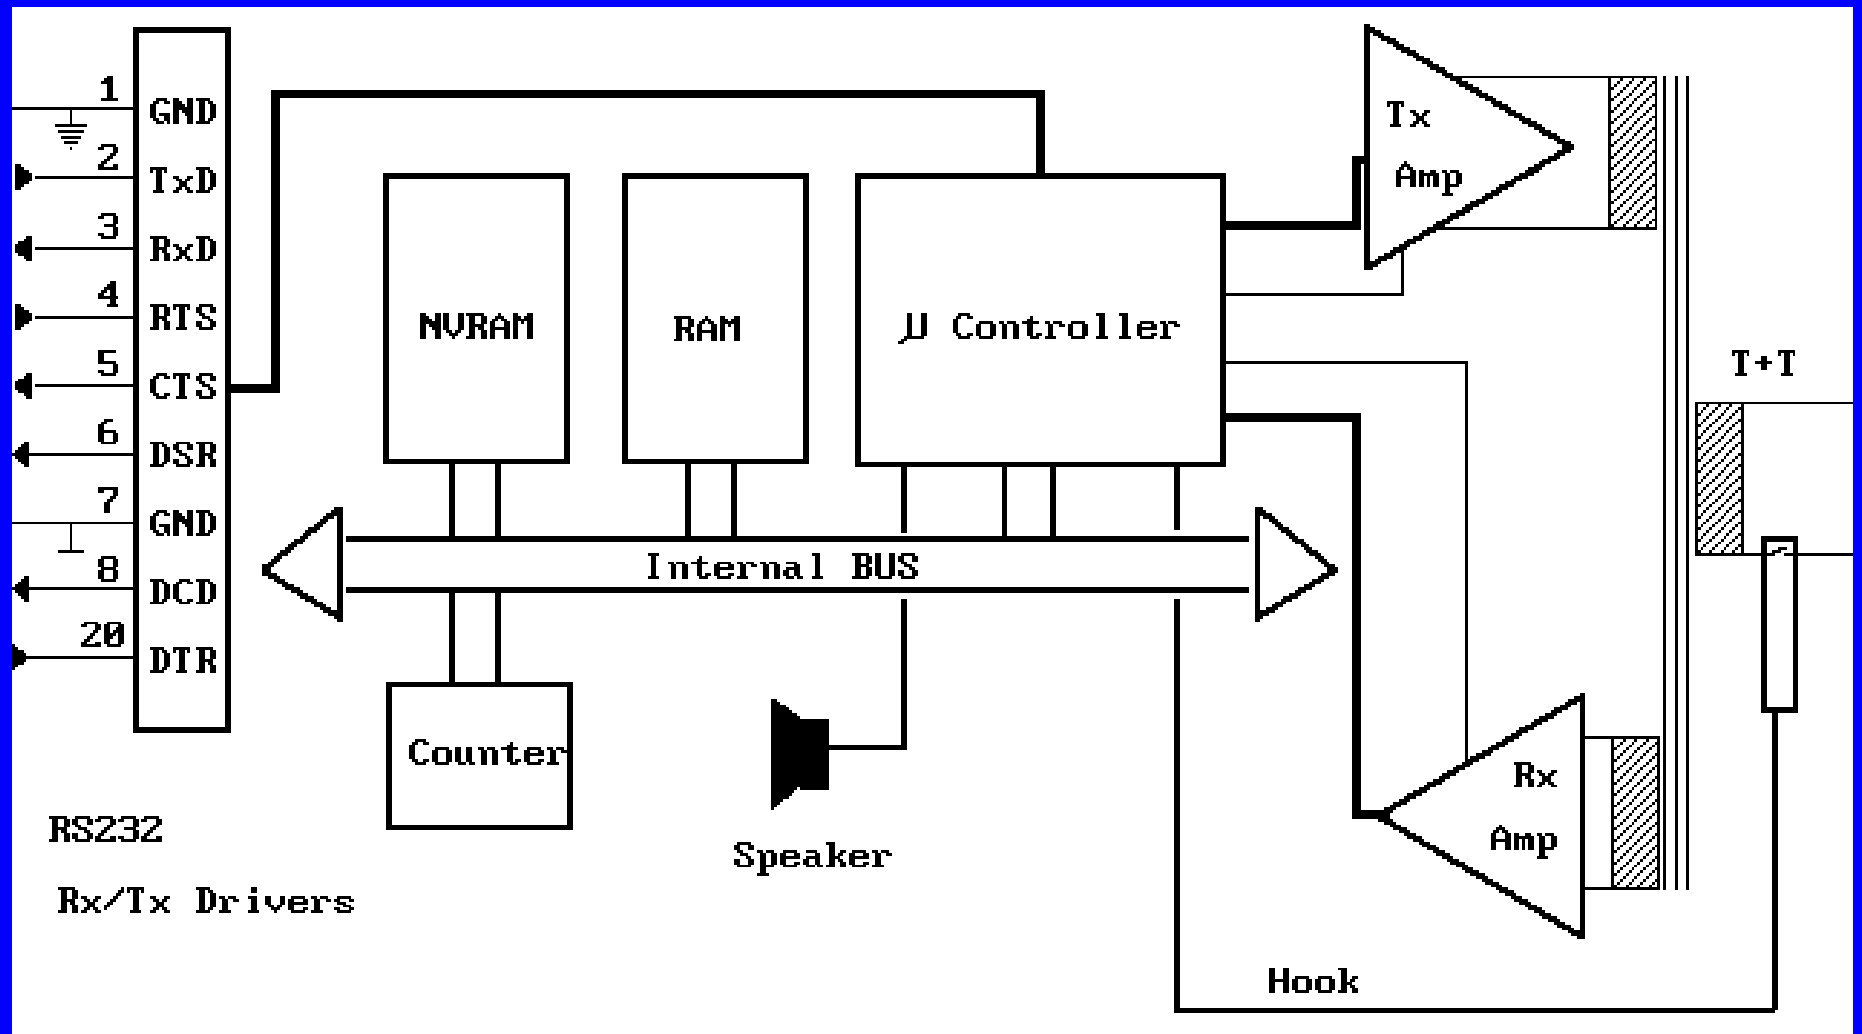 1
GND
2
TxD
3
RxD
4
RTS
5
CTS
6
DSR
7
GND
8
DCD
20
DTR
RS232
Rx/Tx Drivers
NVRAM
RAM
µ Controller
Internal BUS
Counter
Speaker
Tx
Amp
T+T
Rx
Amp
Hook